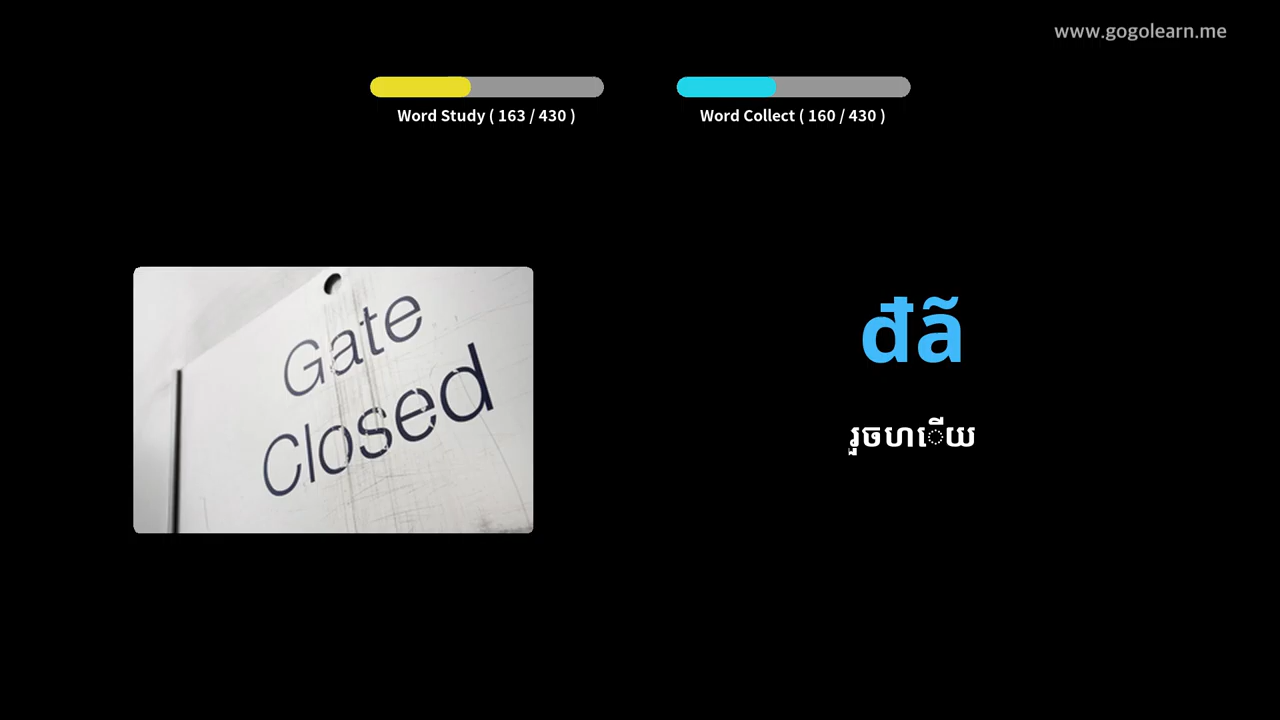 www.gogolearn.me
Word Study ( 163 / 430 )
Word Collect ( 160 / 430 )
Gate
Closed
đã
រួចហើយ